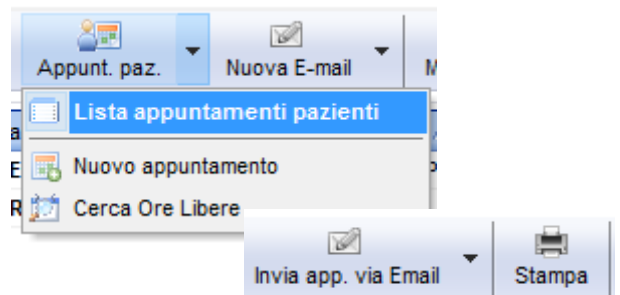 Appunt. paz.
Nuova E-mail
M
Lista appuntamenti pazienti
a
E
Nuovo appuntamento
R
Cerca Ore Libere
Invia app. via Email
Stampa